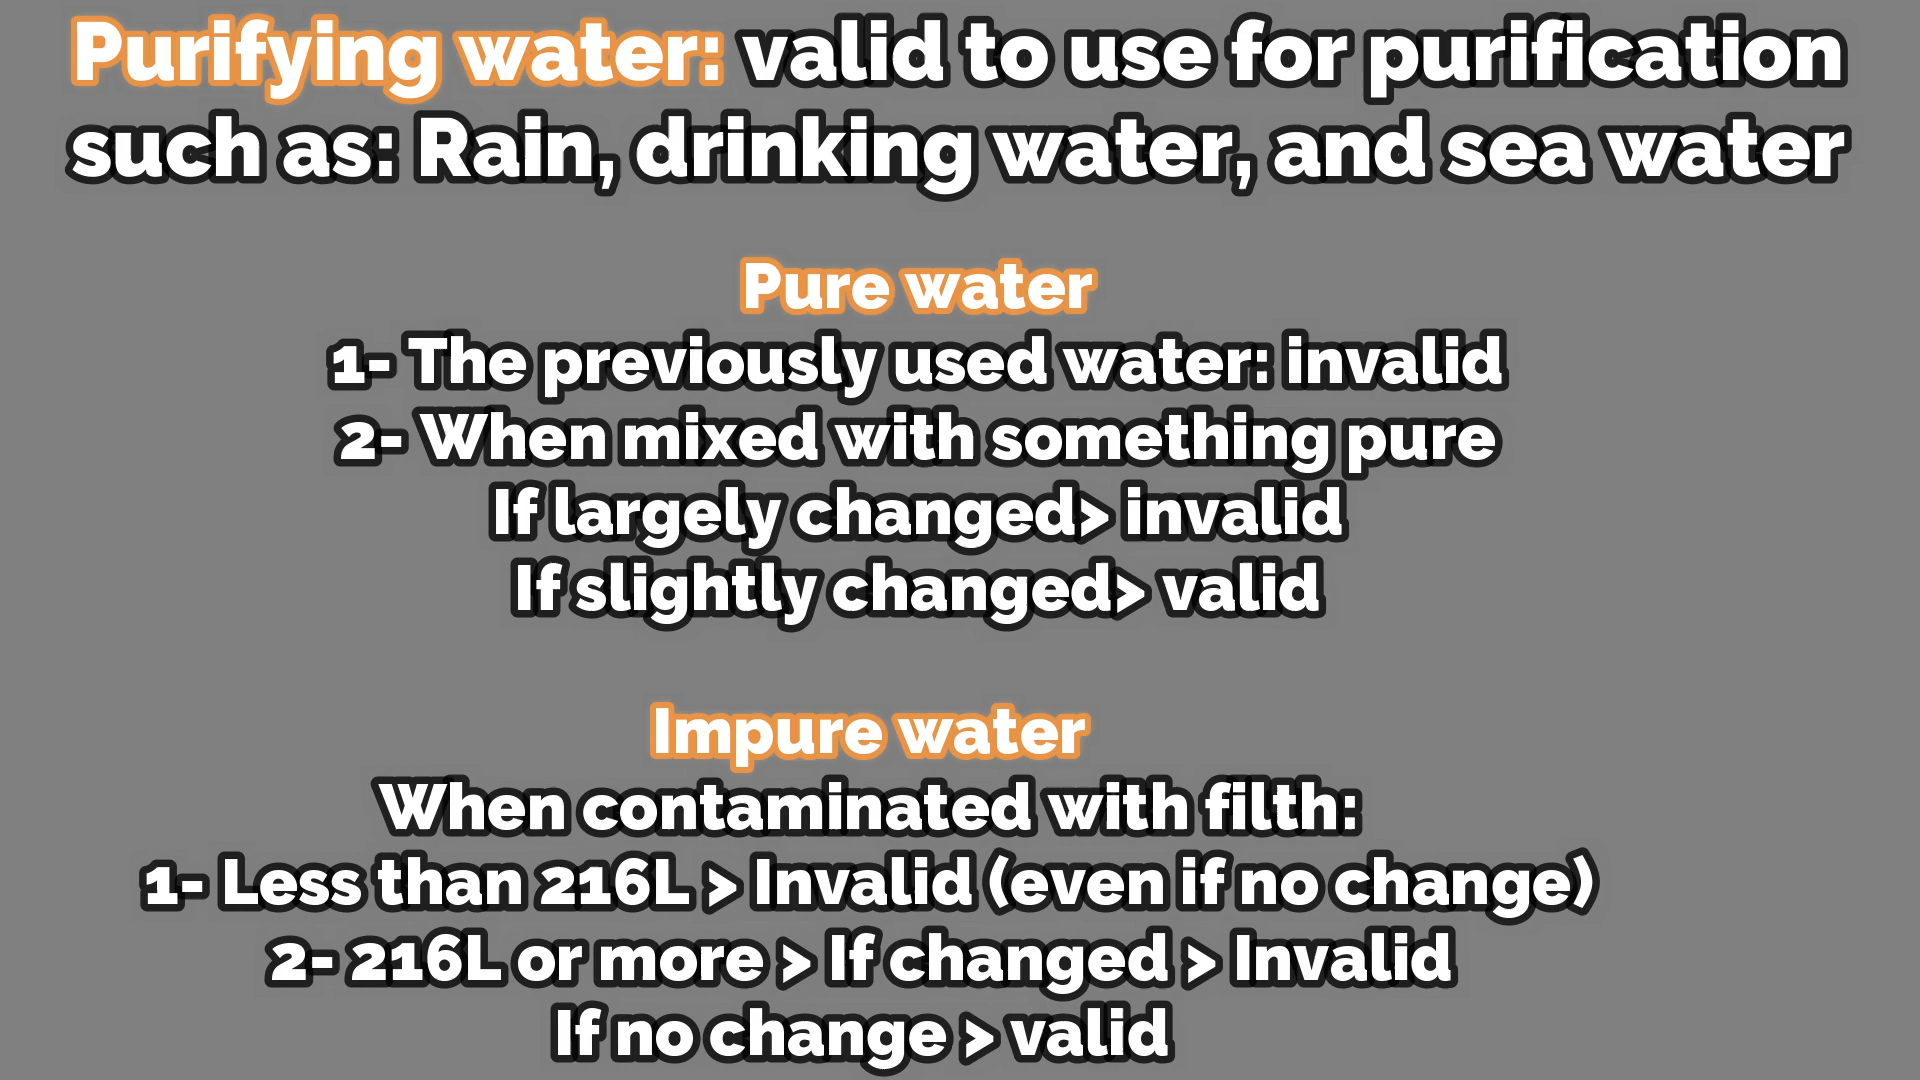 Purifying water: valid to use for purification
such as: Rain, drinking water, and sea water
Pure water
1- The previously used water: invalid
2- When mixed with something pure
If largely changed> invalid
If slightly changed> valid
Impure water
When contaminated with filth:
1- Less than 216L > Invalid (even if no change)
2- 216L or more > If changed > Invalid
If no change > valid